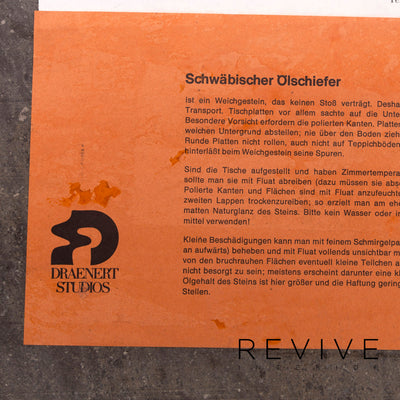 Schwäbischer Ölschiefer
Ist ein Weichgestein, das keinen Stoß verträgt. Desha
Transport. Tischplatten vor allem sachte auf die Unte
Besondere Vorsicht erfordern die polierten Kanten. Platten
weichen Untergrund abstellen; nie über den Boden zieh
Runde Platten nicht rollen, auch nicht auf Teppichböden
hinterläßt beim Weichgestein seine Spuren.
Sind die Tische aufgestellt und haben Zimmertempera
sollte man sie mit Fluat abreiben (dazu müssen sie abs
Polierte Kanten und Flächen sind mit Fluat anzufeuchte
zweiten Lappen trockenzureiben; so erzielt man am ehe
matten Naturglanz des Steins. Bitte kein Wasser oder ir
mittel verwenden!
Kleine Beschädigungen kann man mit feinem Schmirgelpa
an aufwärts) beheben und mit Fluat vollends unsichtbar m
von den bruchrauhen Flächen eventuell kleine Teilchen a
nicht besorgt zu sein; meistens erscheint darunter eine kl
Ölgehalt des Steins ist hier größer und die Haftung gering
Stellen.
DRAENERT
STUDIOS
REVIVE